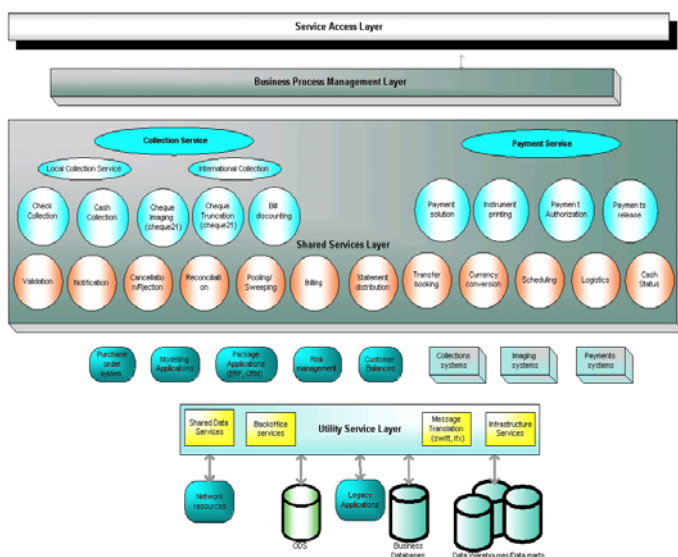 Service Access Layer
Business Process Management Layer
Collection Service
Payment Service
Local Collection Service
International Collection
Check
Collection
Cash
Collection
Cheque
Imaging
(cheque21)
Cheque
Truncation
(cheque21)
Bill
discounting
Payment
solution
Instrument
printing
Payment
Authorization
Payments
release
Shared Services Layer
Validation
Notification
Cancellatio
n/Rjection
Reconciliati
on
Pooling/
Sweeping
Billing
Statement
distribution
Transfer
booking
Currency
conversion
Scheduling
Logistics
Cash
Status
Purchase
order
system
Modelling
Applications
Package
Applications
(ERP, CRM)
Risk
management
Customer
Balances
Collections
systems
Imaging
systems
Payments
systems
Shared Data
Services
Backoffice
services
Utility Service Layer
Message
Translation
(swift, itx)
Infrastructure
Services
Network
resources
ODS
Legacy
Applications
Business
Databases
Data Warehouses/Data marts